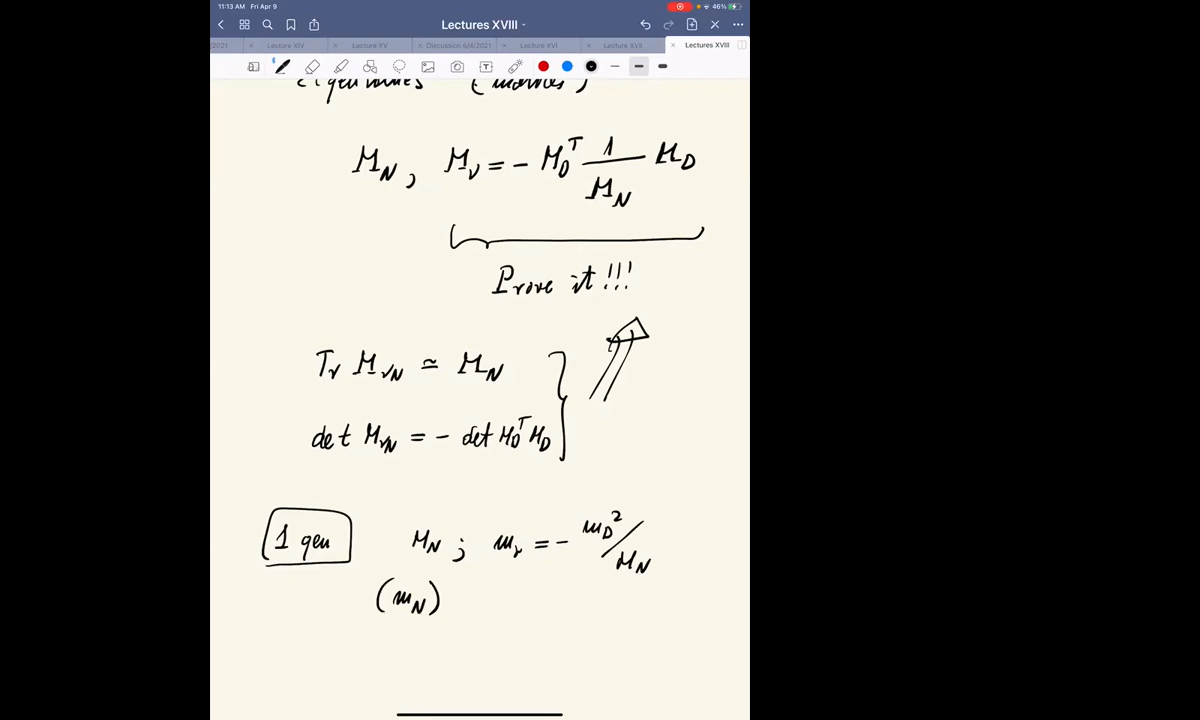 11:13 AM Fri Apr 9
46%
Lectures XVIII
/2021 Lecture XIV Lecture XV Discussion 6/4/2021 Lecture XVI Lecture XVII Lectures XVIII
M_N , M_ν = - M_D^T 1/M_N M_D
Prove it !!!
Tr M_νN ≃ M_N
det M_νN = - det M_D^T M_D
1 gen M_N ; m_ν = - m_D^2 / M_N
(m_N)